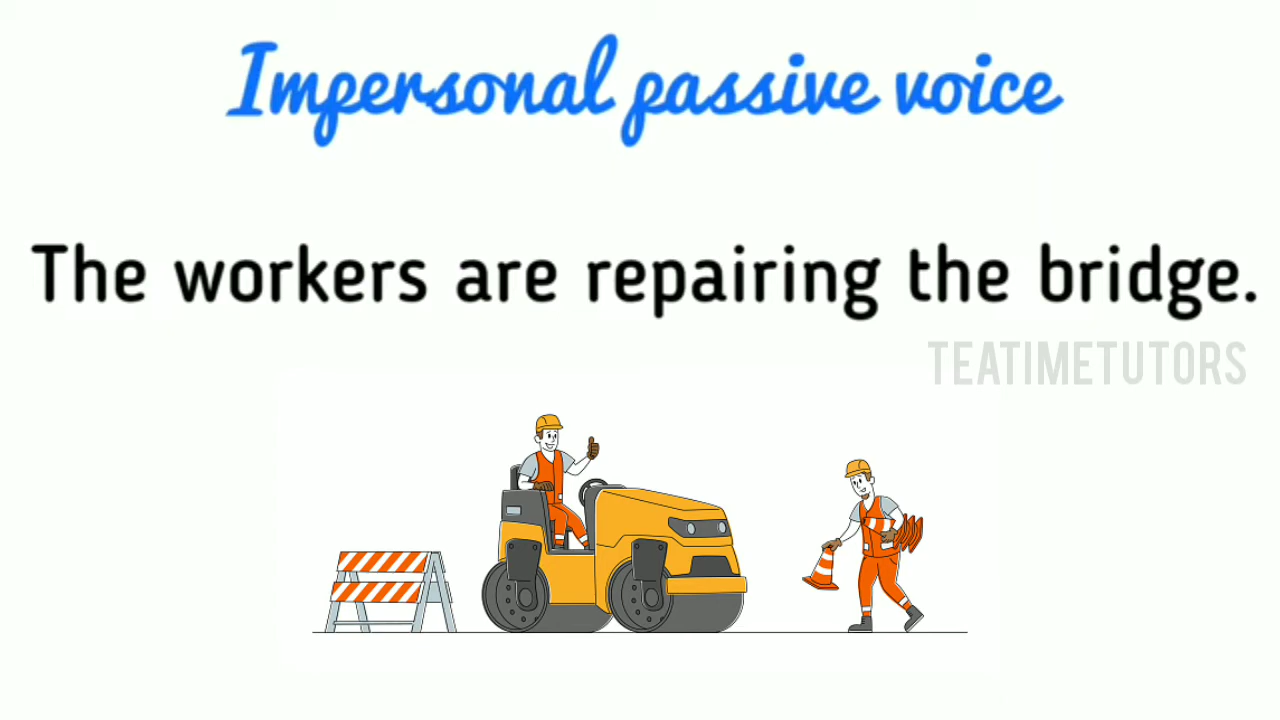 Impersonal passive voice
The workers are repairing the bridge.
TEATIMETUTORS